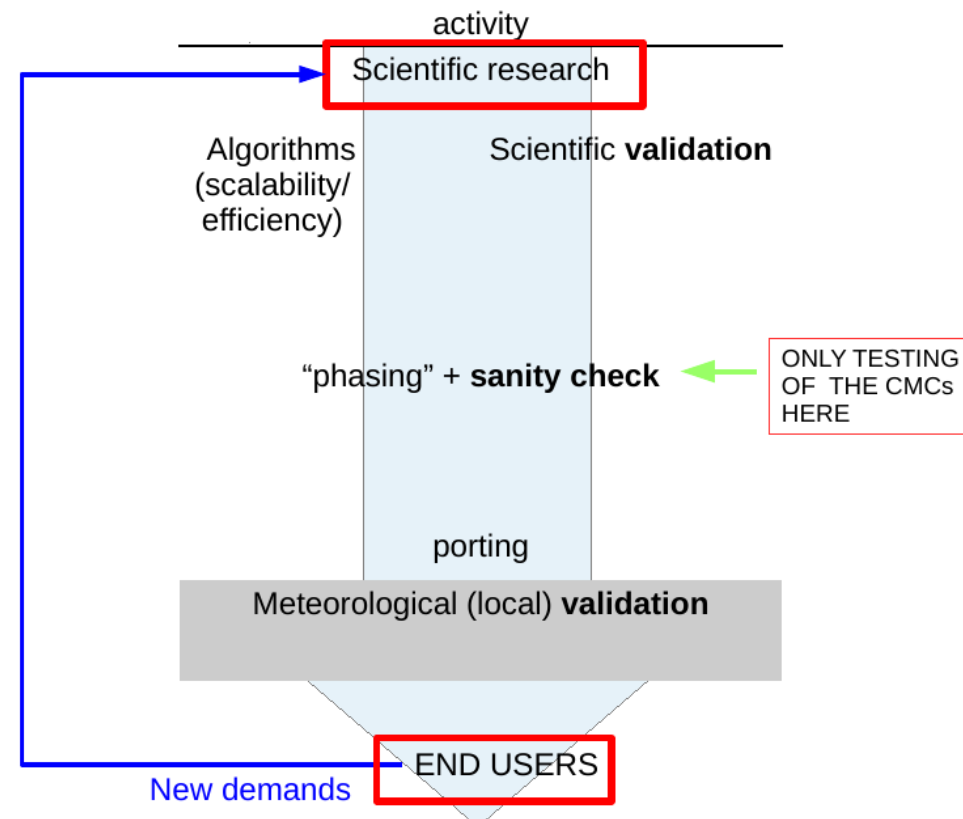 activity
Scientific research
Algorithms
(scalability/
efficiency)
Scientific validation
“phasing” + sanity check
ONLY TESTING
OF THE CMCs
HERE
porting
Meteorological (local) validation
END USERS
New demands